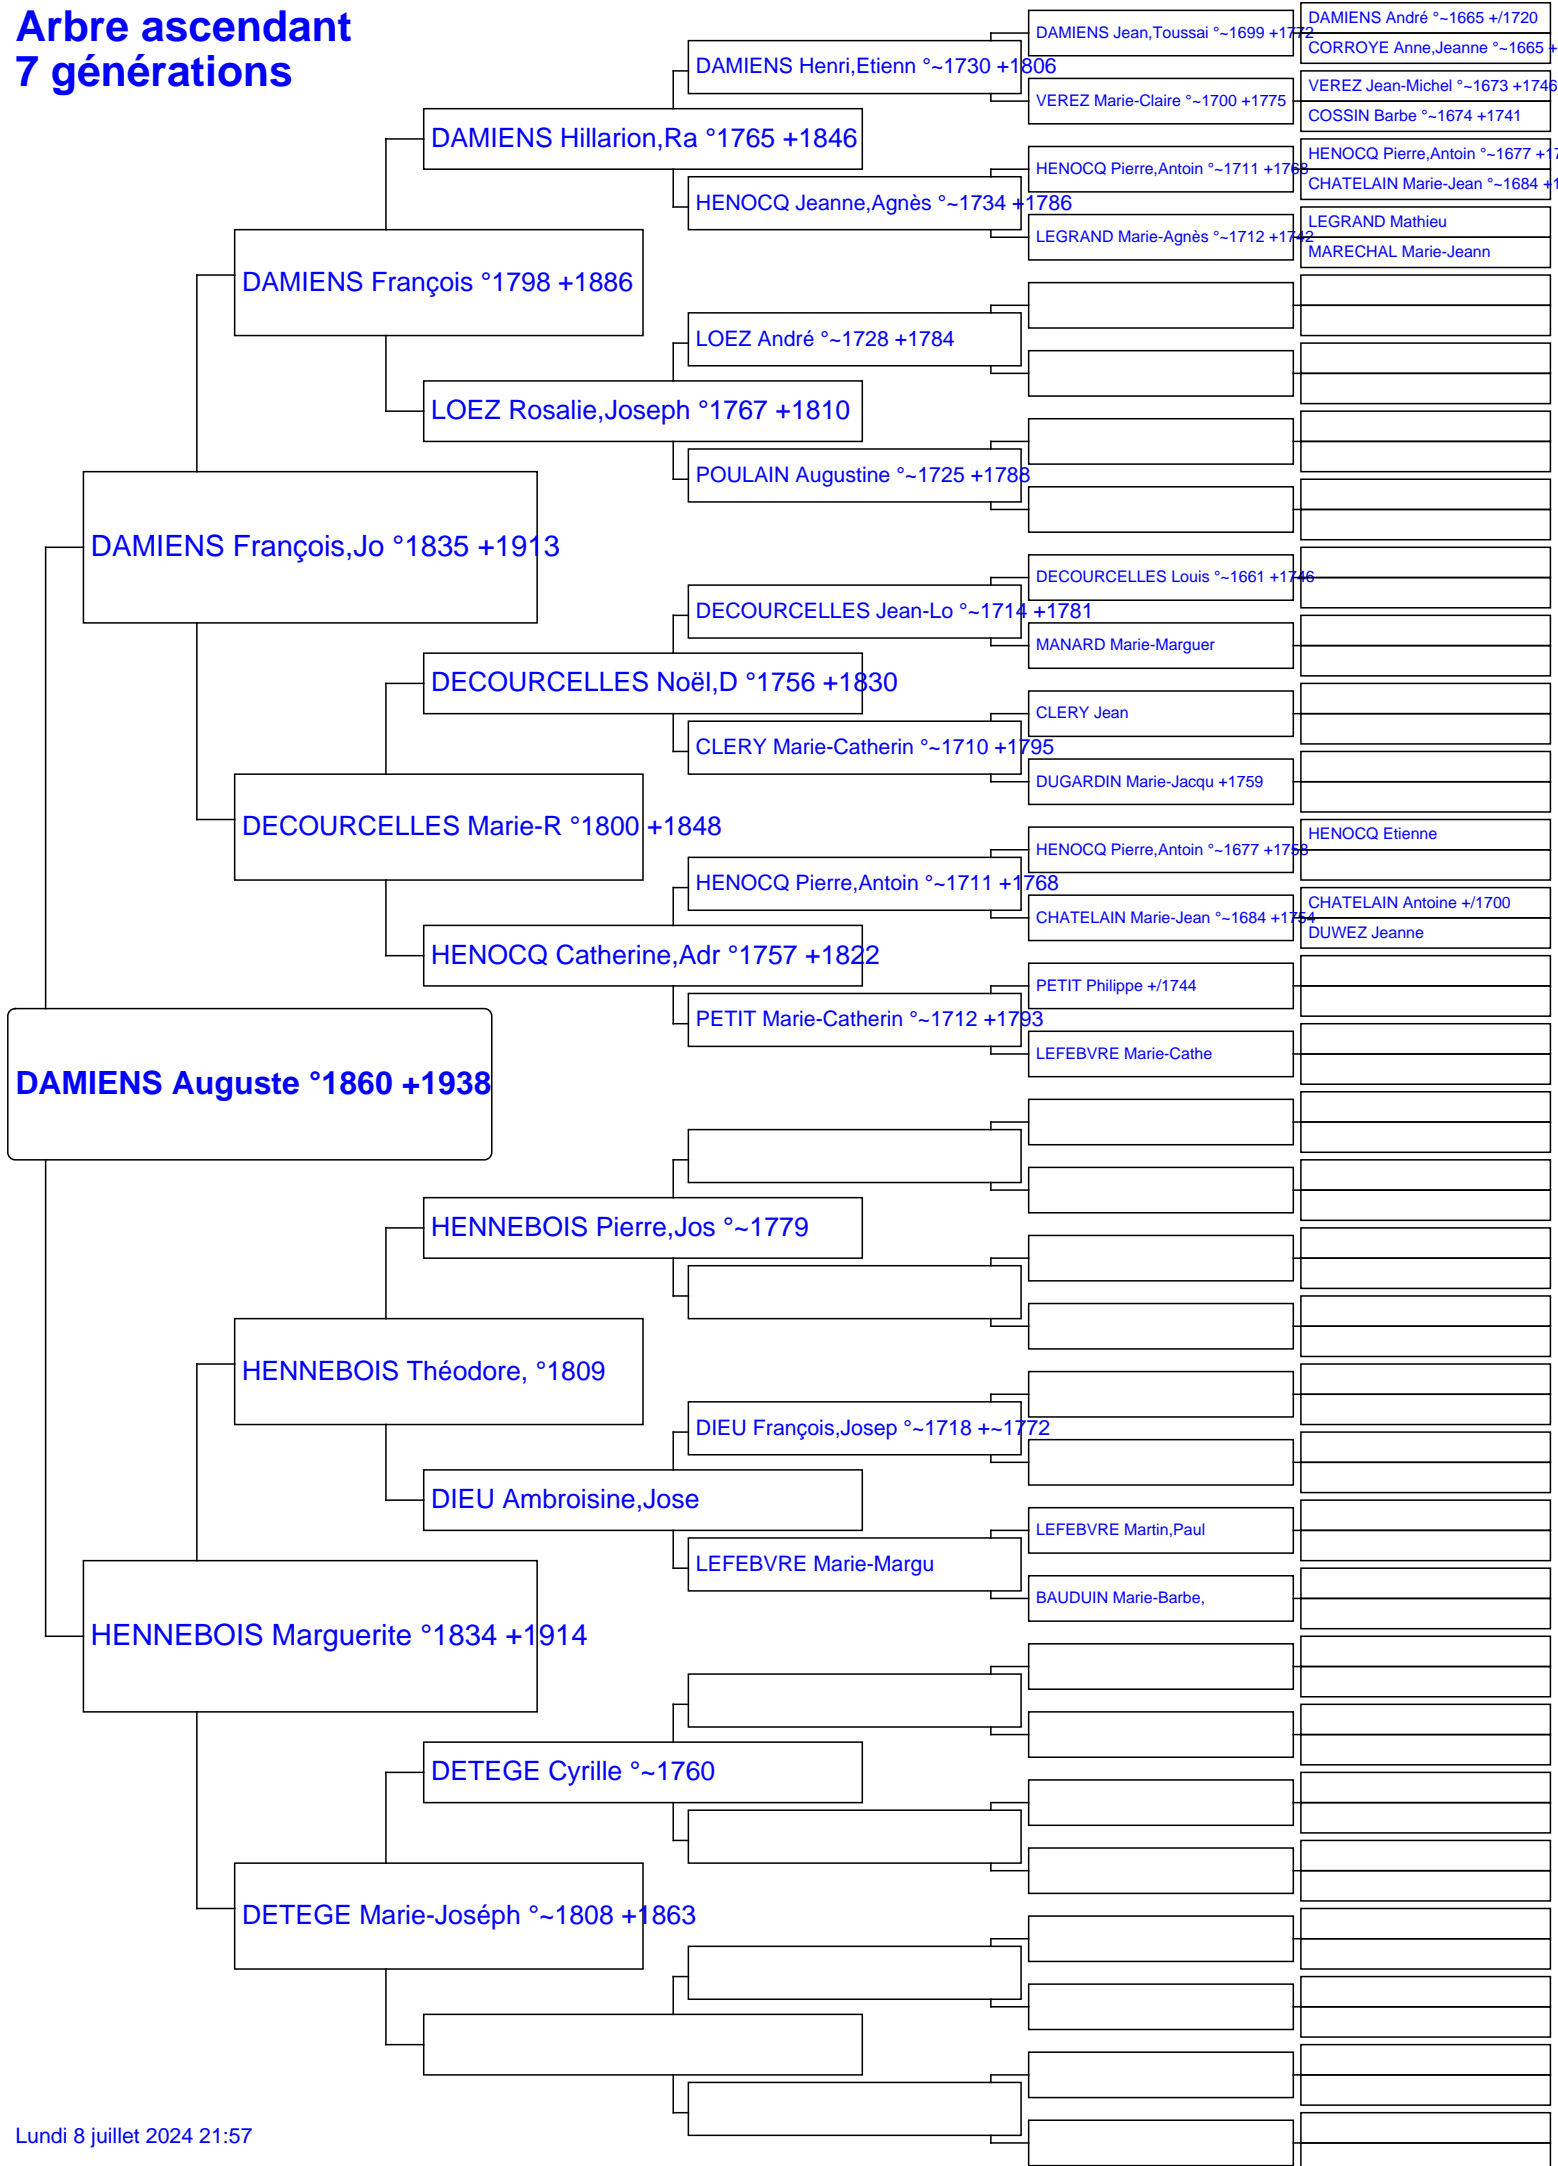 Arbre ascendant
7 générations
DAMIENS Auguste °1860 +1938
DAMIENS François,Jo °1835 +1913
HENNEBOIS Marguerite °1834 +1914
DAMIENS François °1798 +1886
DECOURCELLES Marie-R °1800 +1848
HENNEBOIS Théodore, °1809
DETEGE Marie-Joséph °~1808 +1863
DAMIENS Hillarion,Ra °1765 +1846
LOEZ Rosalie,Joseph °1767 +1810
DECOURCELLES Noël,D °1756 +1830
HENOCQ Catherine,Adr °1757 +1822
HENNEBOIS Pierre,Jos °~1779
DIEU Ambroisine,Jose
DETEGE Cyrille °~1760
DAMIENS Henri,Etienn °~1730 +1806
HENOCQ Jeanne,Agnès °~1734 +1786
LOEZ André °~1728 +1784
POULAIN Augustine °~1725 +1788
DECOURCELLES Jean-Lo °~1714 +1781
CLERY Marie-Catherin °~1710 +1795
HENOCQ Pierre,Antoin °~1711 +1768
PETIT Marie-Catherin °~1712 +1793
DIEU François,Josep °~1718 +~1772
LEFEBVRE Marie-Margu
DAMIENS Jean,Toussai °~1699 +1772
VEREZ Marie-Claire °~1700 +1775
HENOCQ Pierre,Antoin °~1711 +1768
LEGRAND Marie-Agnès °~1712 +1742
DECOURCELLES Louis °~1661 +1746
MANARD Marie-Marguer
CLERY Jean
DUGARDIN Marie-Jacqu +1759
HENOCQ Pierre,Antoin °~1677 +1758
CHATELAIN Marie-Jean °~1684 +1754
PETIT Philippe +/1744
LEFEBVRE Marie-Cathe
LEFEBVRE Martin,Paul
BAUDUIN Marie-Barbe,
DAMIENS André °~1665 +/1720
CORROYE Anne,Jeanne °~1665 +
VEREZ Jean-Michel °~1673 +1746
COSSIN Barbe °~1674 +1741
HENOCQ Pierre,Antoin °~1677 +17
CHATELAIN Marie-Jean °~1684 +1
LEGRAND Mathieu
MARECHAL Marie-Jeann
HENOCQ Etienne
CHATELAIN Antoine +/1700
DUWEZ Jeanne
Lundi 8 juillet 2024 21:57